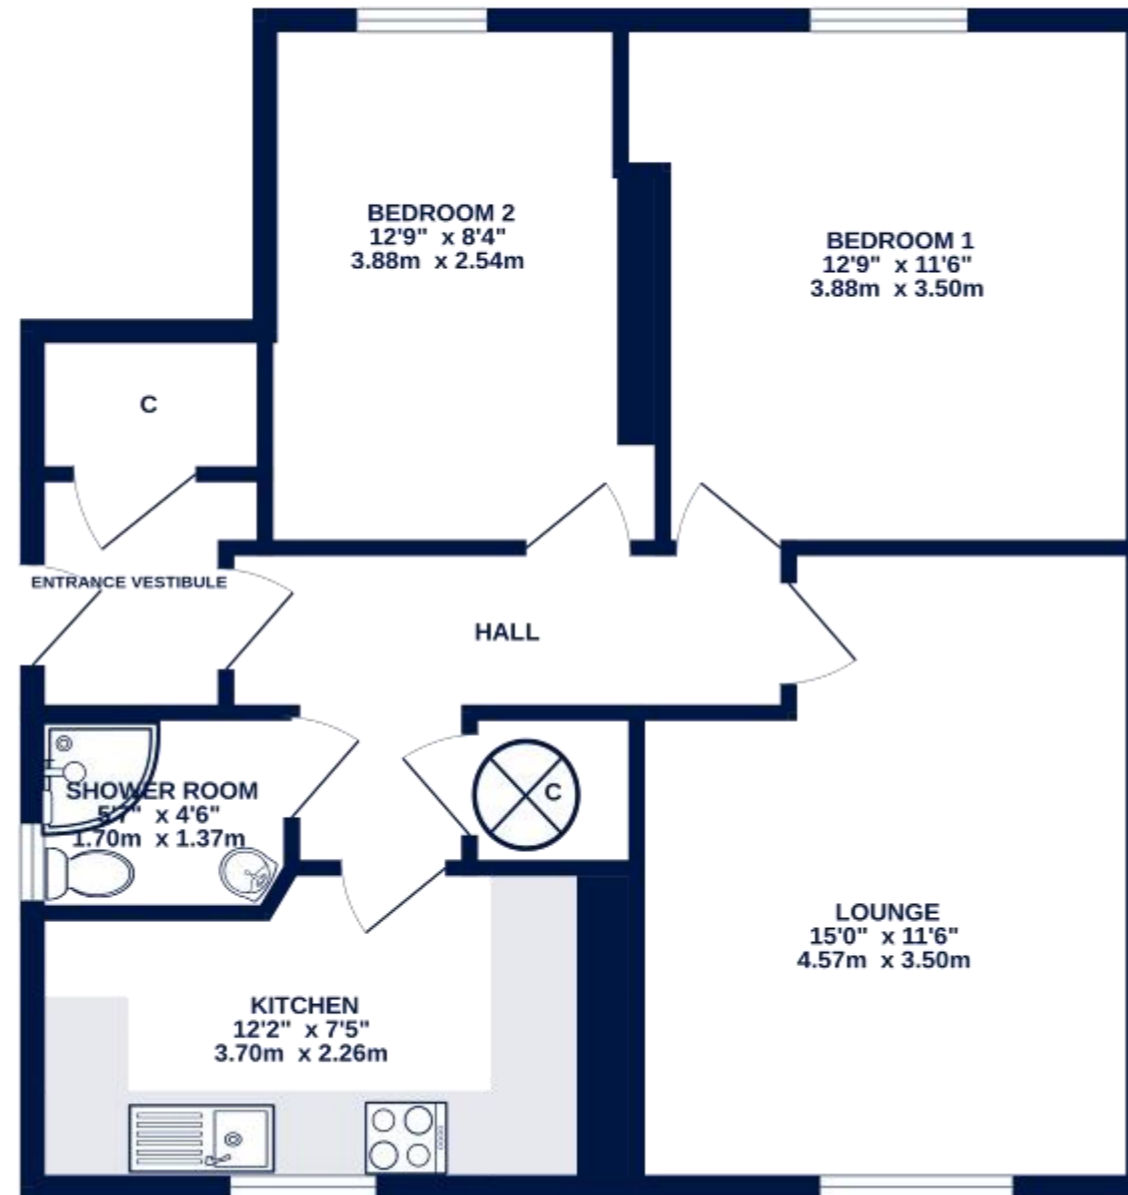 BEDROOM 2
12'9" x 8'4"
3.88m x 2.54m
BEDROOM 1
12'9" x 11'6"
3.88m x 3.50m
C
ENTRANCE VESTIBULE
HALL
SHOWER ROOM
5'7" x 4'6"
1.70m x 1.37m
C
LOUNGE
15'0" x 11'6"
4.57m x 3.50m
KITCHEN
12'2" x 7'5"
3.70m x 2.26m